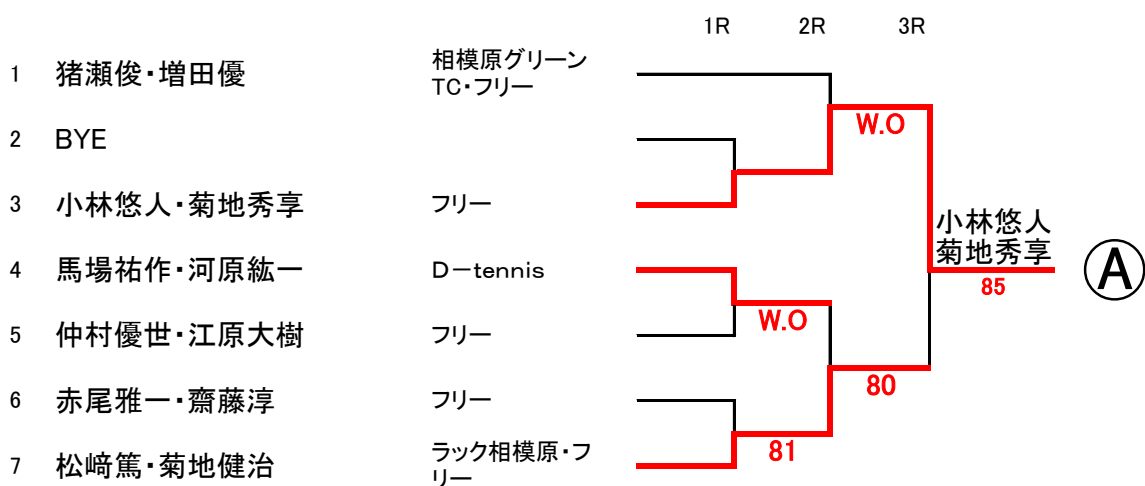 1R 2R 3R
1 猪瀬俊・増田優 相模原グリーン
TC・フリー
W.O
2 BYE
3 小林悠人・菊地秀享 フリー
小林悠人
菊地秀享
4 馬場祐作・河原紘一 D－tennis
85
A
W.O
5 仲村優世・江原大樹 フリー
80
6 赤尾雅一・齋藤淳 フリー
81
7 松﨑篤・菊地健治 ラック相模原・フ
リー